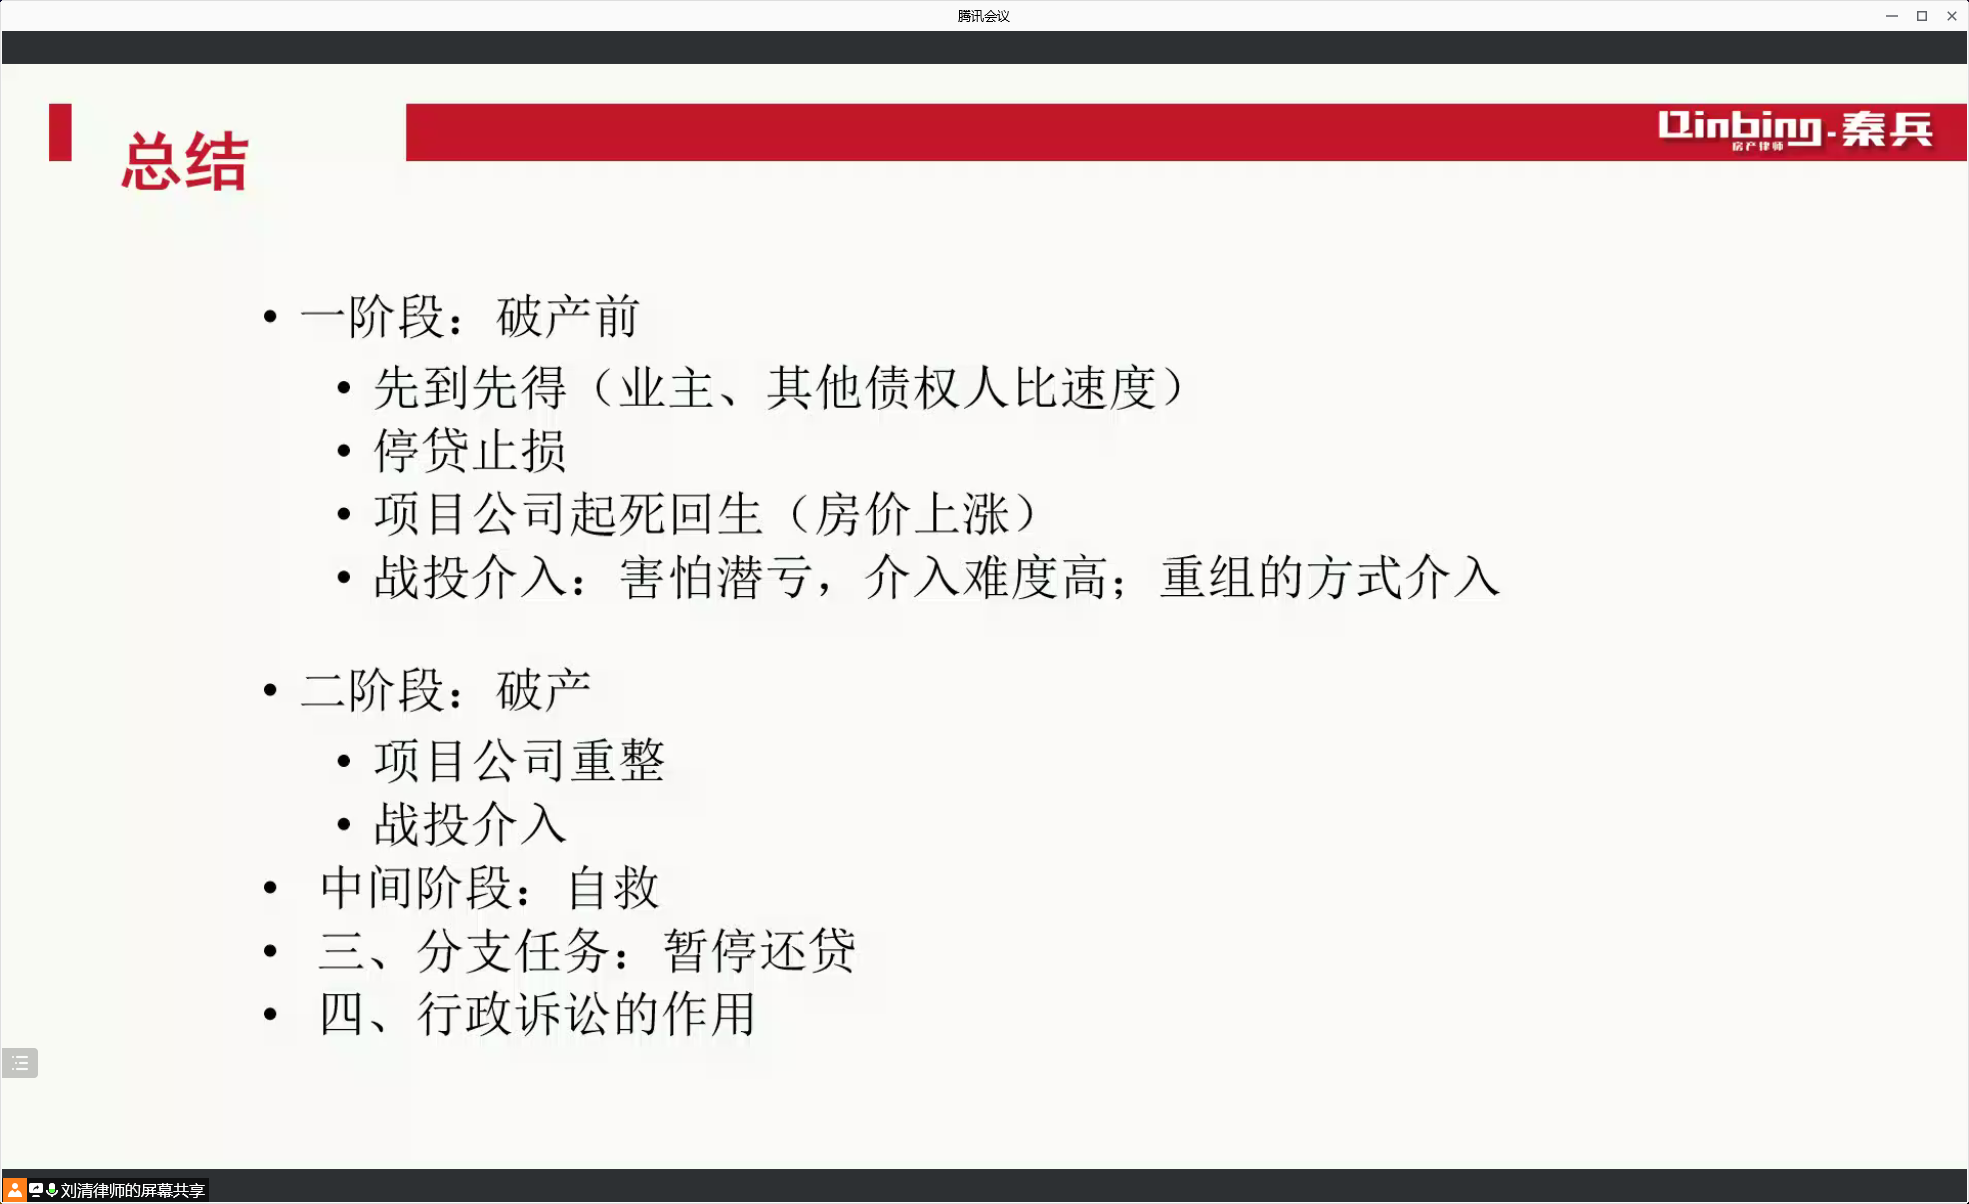 腾讯会议
总结
Qinbing-秦兵
房产律师
• 一阶段：破产前
• 先到先得（业主、其他债权人比速度）
• 停贷止损
• 项目公司起死回生（房价上涨）
• 战投介入：害怕潜亏，介入难度高；重组的方式介入
• 二阶段：破产
• 项目公司重整
• 战投介入
• 中间阶段：自救
• 三、分支任务：暂停还贷
• 四、行政诉讼的作用
刘清律师的屏幕共享